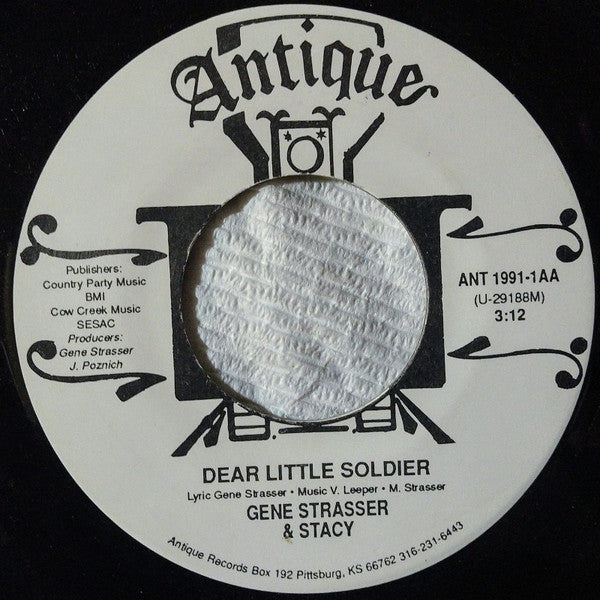 Antique
Publishers:
Country Party Music
BMI
Cow Creek Music
SESAC
Producers:
Gene Strasser
J. Poznich
ANT 1991-1AA
(U-29188M)
3:12
DEAR LITTLE SOLDIER
Lyric Gene Strasser • Music V. Leeper • M. Strasser
GENE STRASSER
& STACY
Antique Records Box 192 Pittsburg, KS 66762 316-231-6443